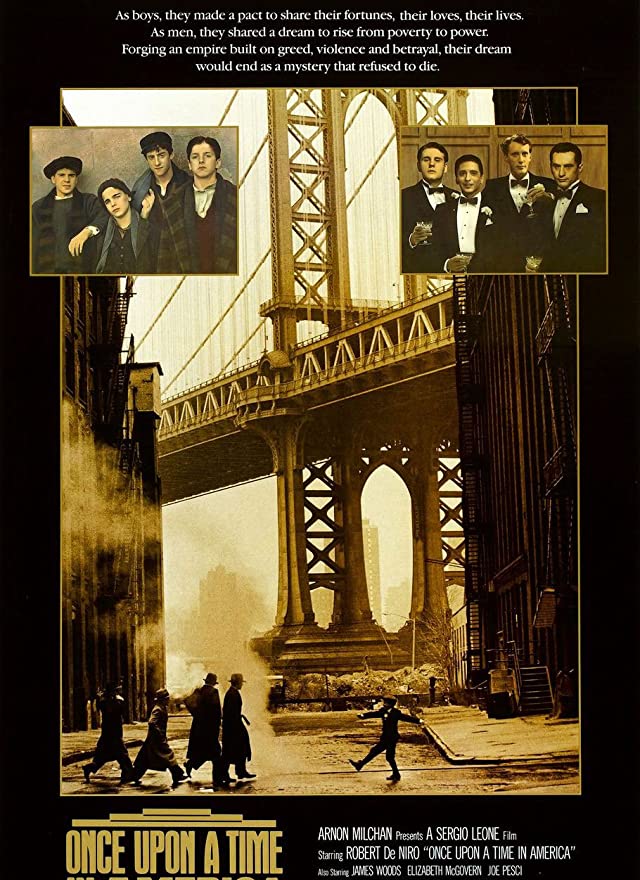 As boys, they made a pact to share their fortunes, their loves, their lives.
As men, they shared a dream to rise from poverty to power.
Forging an empire built on greed, violence and betrayal, their dream
would end as a mystery that refused to die.
ONCE UPON A TIME
IN AMERICA
ARNON MILCHAN Presents A SERGIO LEONE Film
Starring ROBERT De NIRO "ONCE UPON A TIME IN AMERICA"
Also Starring JAMES WOODS ELIZABETH McGOVERN JOE PESCI